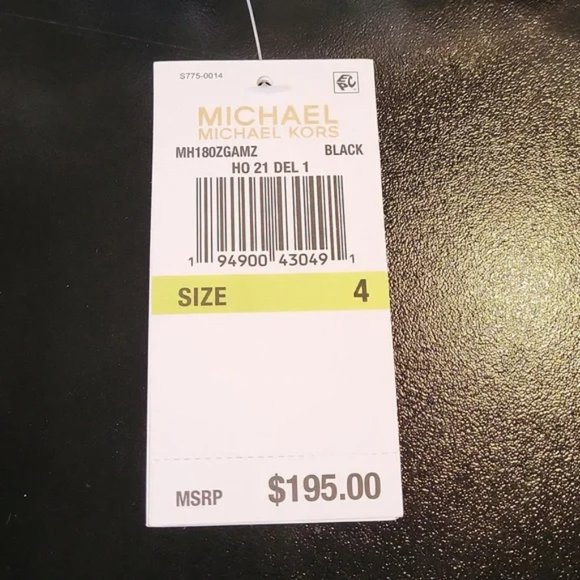 S775-0014
MICHAEL
MICHAEL KORS
MH180ZGAMZ BLACK
HO 21 DEL 1
1 94900 43049 1
SIZE 4
MSRP $195.00